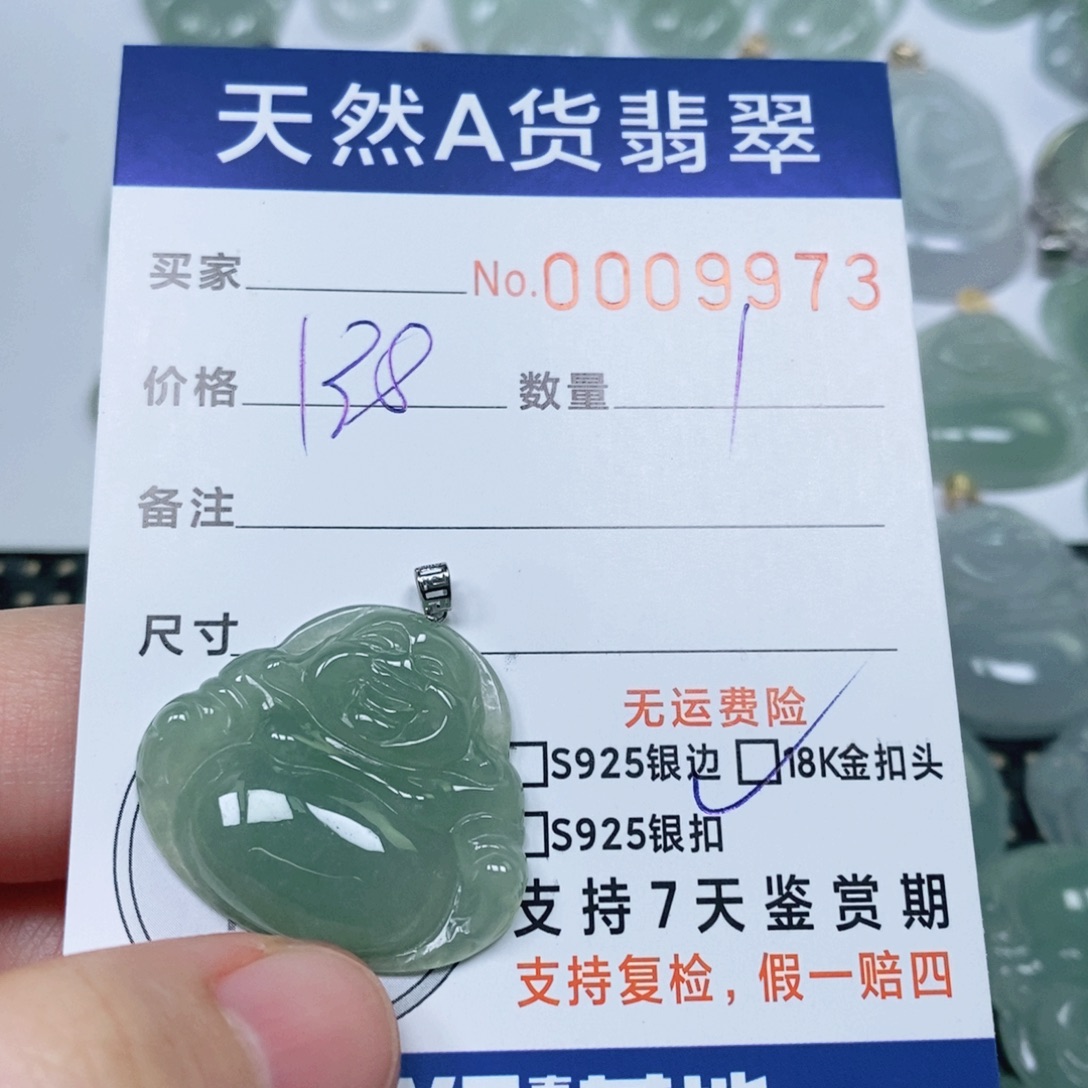 天然A货翡翠
买家 No.0009973
价格 138 数量 1
备注
尺寸
无运费险
S925银边 18K金扣头
S925银扣
支持7天鉴赏期
支持复检，假一赔四